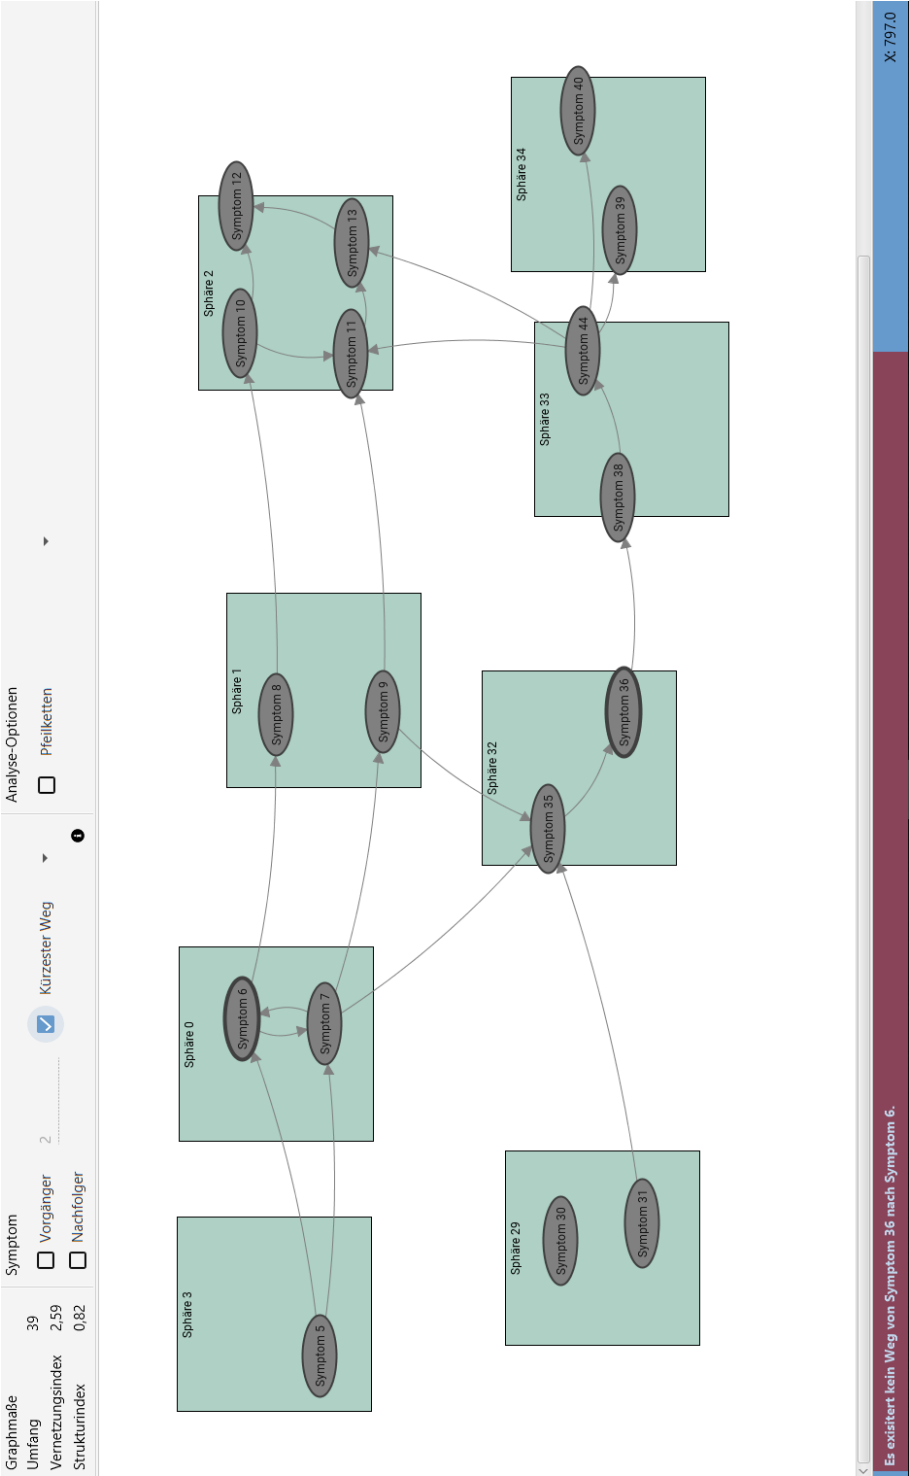 Graphmaße
Umfang 39
Vernetzungsindex 2,59
Strukturindex 0,82
Symptom
Vorgänger 2
Nachfolger
Kürzester Weg
Analyse-Optionen
Pfeilketten
Sphäre 3
Symptom 5
Sphäre 0
Symptom 6
Symptom 7
Sphäre 1
Symptom 8
Symptom 9
Sphäre 2
Symptom 10
Symptom 12
Symptom 11
Symptom 13
Sphäre 29
Symptom 30
Symptom 31
Sphäre 32
Symptom 35
Symptom 36
Sphäre 33
Symptom 38
Symptom 44
Sphäre 34
Symptom 40
Symptom 39
Es exisitert kein Weg von Symptom 36 nach Symptom 6.
X: 797.0